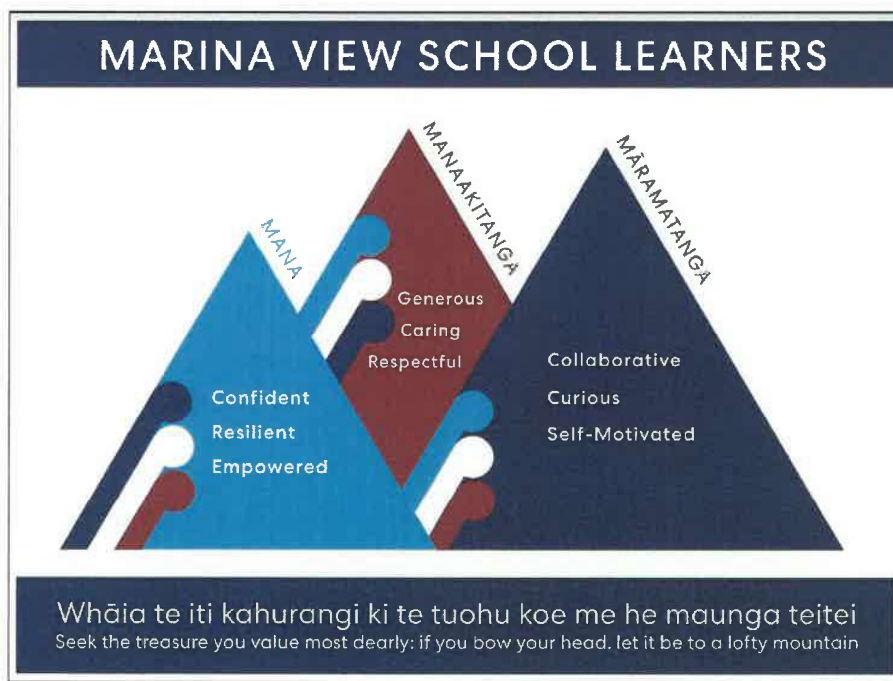 MARINA VIEW SCHOOL LEARNERS
MANA
Confident
Resilient
Empowered
MANAAKITANGA
Generous
Caring
Respectful
MĀRAMATANGA
Collaborative
Curious
Self-Motivated
Whāia te iti kahurangi ki te tuohu koe me he maunga teitei
Seek the treasure you value most dearly: if you bow your head, let it be to a lofty mountain